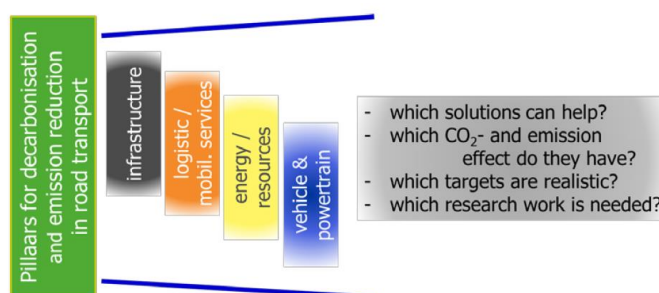 Pillaars for decarbonisation
and emission reduction
in road transport
infrastructure
logistic /
mobil. services
energy /
resources
vehicle &
powertrain
- which solutions can help?
- which CO₂- and emission
effect do they have?
- which targets are realistic?
- which research work is needed?